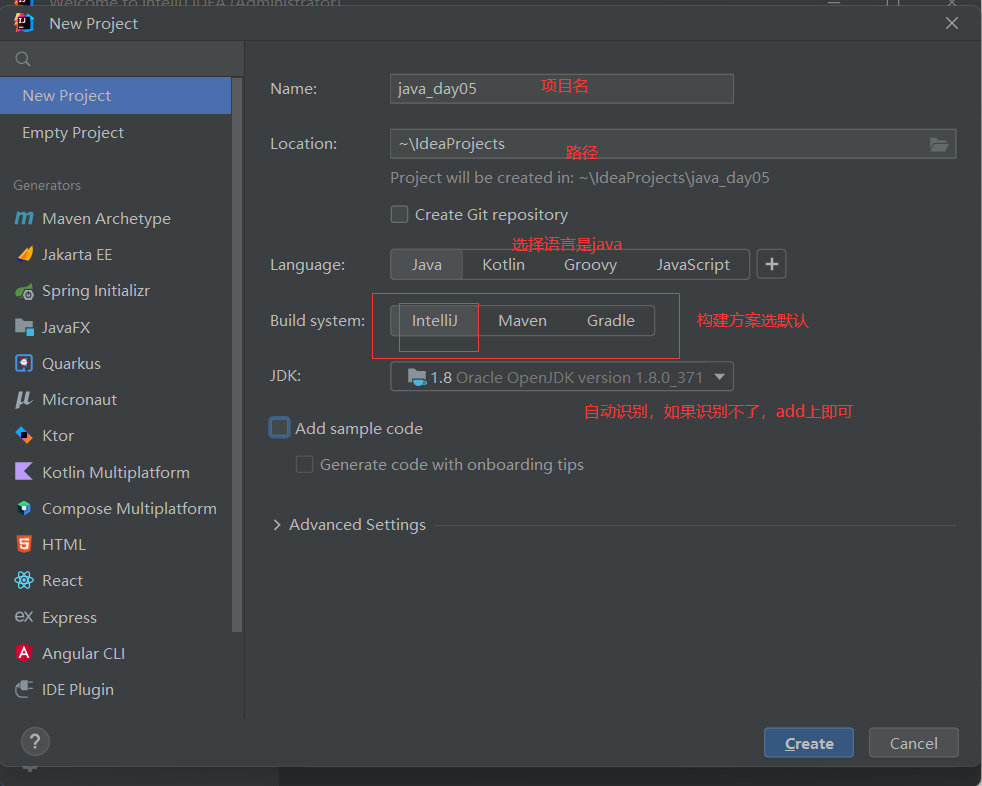 Welcome to IntelliJ IDEA (Administrator)
New Project
New Project
Empty Project
Generators
Maven Archetype
Jakarta EE
Spring Initializr
JavaFX
Quarkus
Micronaut
Ktor
Kotlin Multiplatform
Compose Multiplatform
HTML
React
Express
Angular CLI
IDE Plugin
Name: java_day05 项目名
Location: ~\IdeaProjects
路径
Project will be created in: ~\IdeaProjects\java_day05
Create Git repository
选择语言是java
Language: Java Kotlin Groovy JavaScript +
Build system: IntelliJ Maven Gradle 构建方案选默认
JDK: 1.8 Oracle OpenJDK version 1.8.0_371
自动识别，如果识别不了，add上即可
Add sample code
Generate code with onboarding tips
Advanced Settings
? Create Cancel